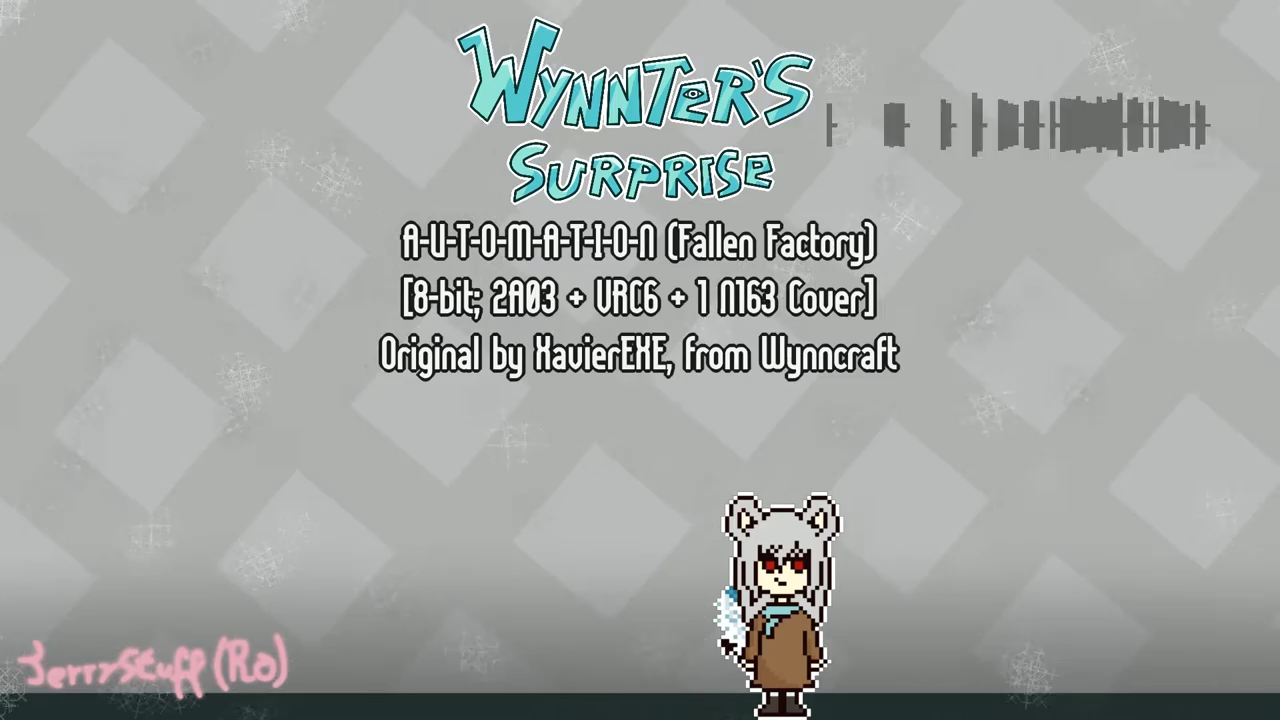 WYNNTER'S
SURPRISE
A-U-T-O-M-A-T-I-O-N (Fallen Factory)
[8-bit; 2A03 + VRC6 + 1 N163 Cover]
Original by XavierEXE, from Wynncraft
JerryStuff (Ro)